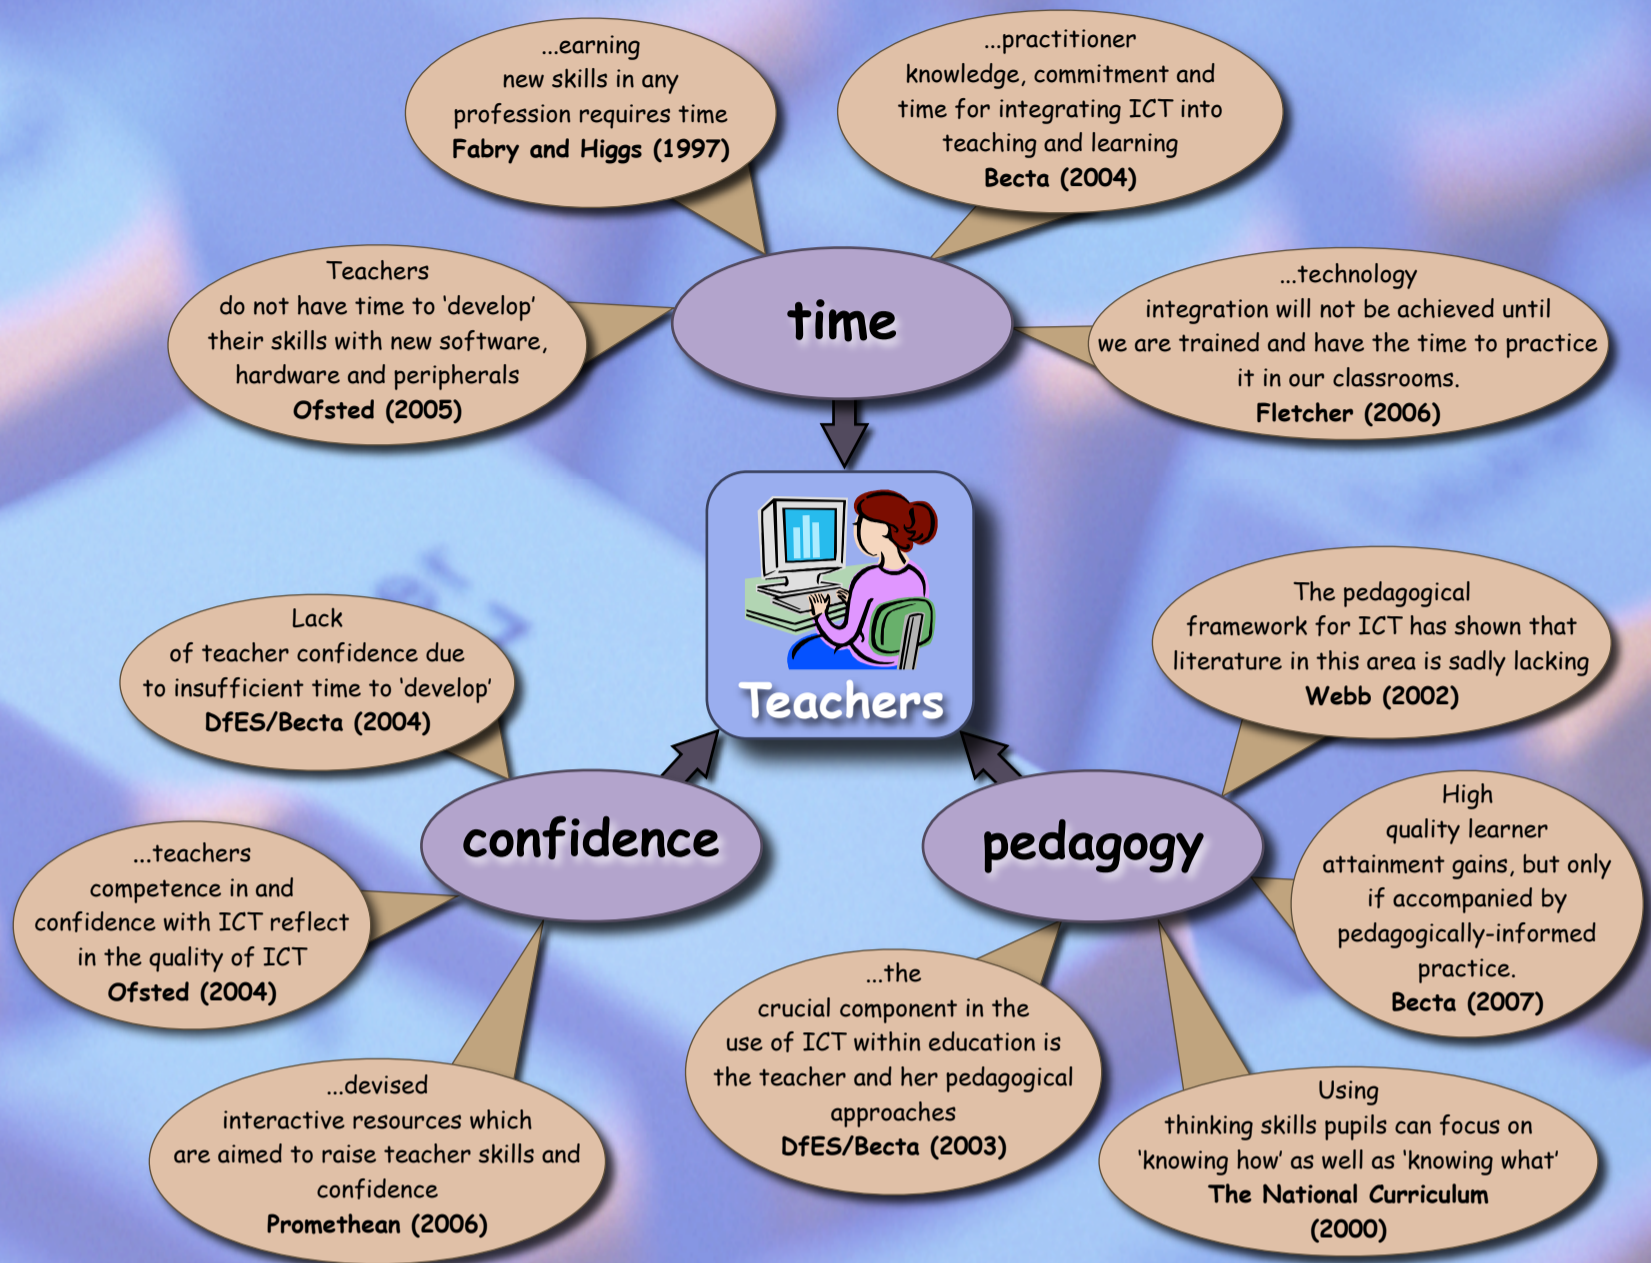 ...earning
new skills in any
profession requires time
Fabry and Higgs (1997)
...practitioner
knowledge, commitment and
time for integrating ICT into
teaching and learning
Becta (2004)
Teachers
do not have time to ‘develop’
their skills with new software,
hardware and peripherals
Ofsted (2005)
time
...technology
integration will not be achieved until
we are trained and have the time to practice
it in our classrooms.
Fletcher (2006)
Teachers
Lack
of teacher confidence due
to insufficient time to ‘develop’
DfES/Becta (2004)
confidence
...teachers
competence in and
confidence with ICT reflect
in the quality of ICT
Ofsted (2004)
...devised
interactive resources which
are aimed to raise teacher skills and
confidence
Promethean (2006)
The pedagogical
framework for ICT has shown that
literature in this area is sadly lacking
Webb (2002)
pedagogy
High
quality learner
attainment gains, but only
if accompanied by
pedagogically-informed
practice.
Becta (2007)
...the
crucial component in the
use of ICT within education is
the teacher and her pedagogical
approaches
DfES/Becta (2003)
Using
thinking skills pupils can focus on
‘knowing how’ as well as ‘knowing what’
The National Curriculum
(2000)